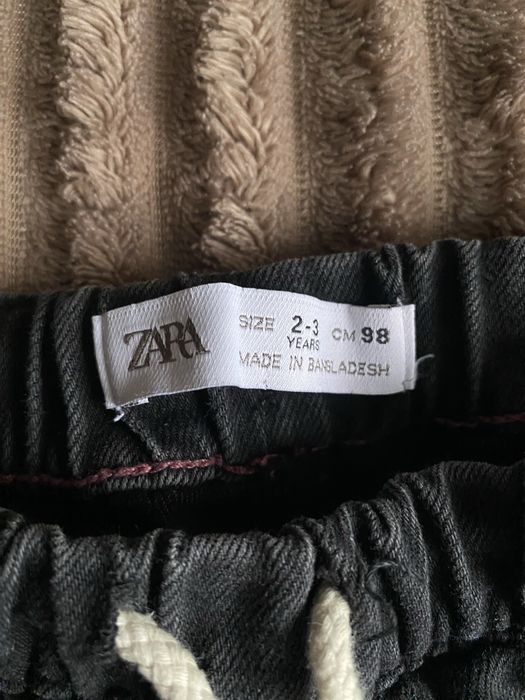 ZARA
SIZE 2-3 YEARS CM 98
MADE IN BANGLADESH